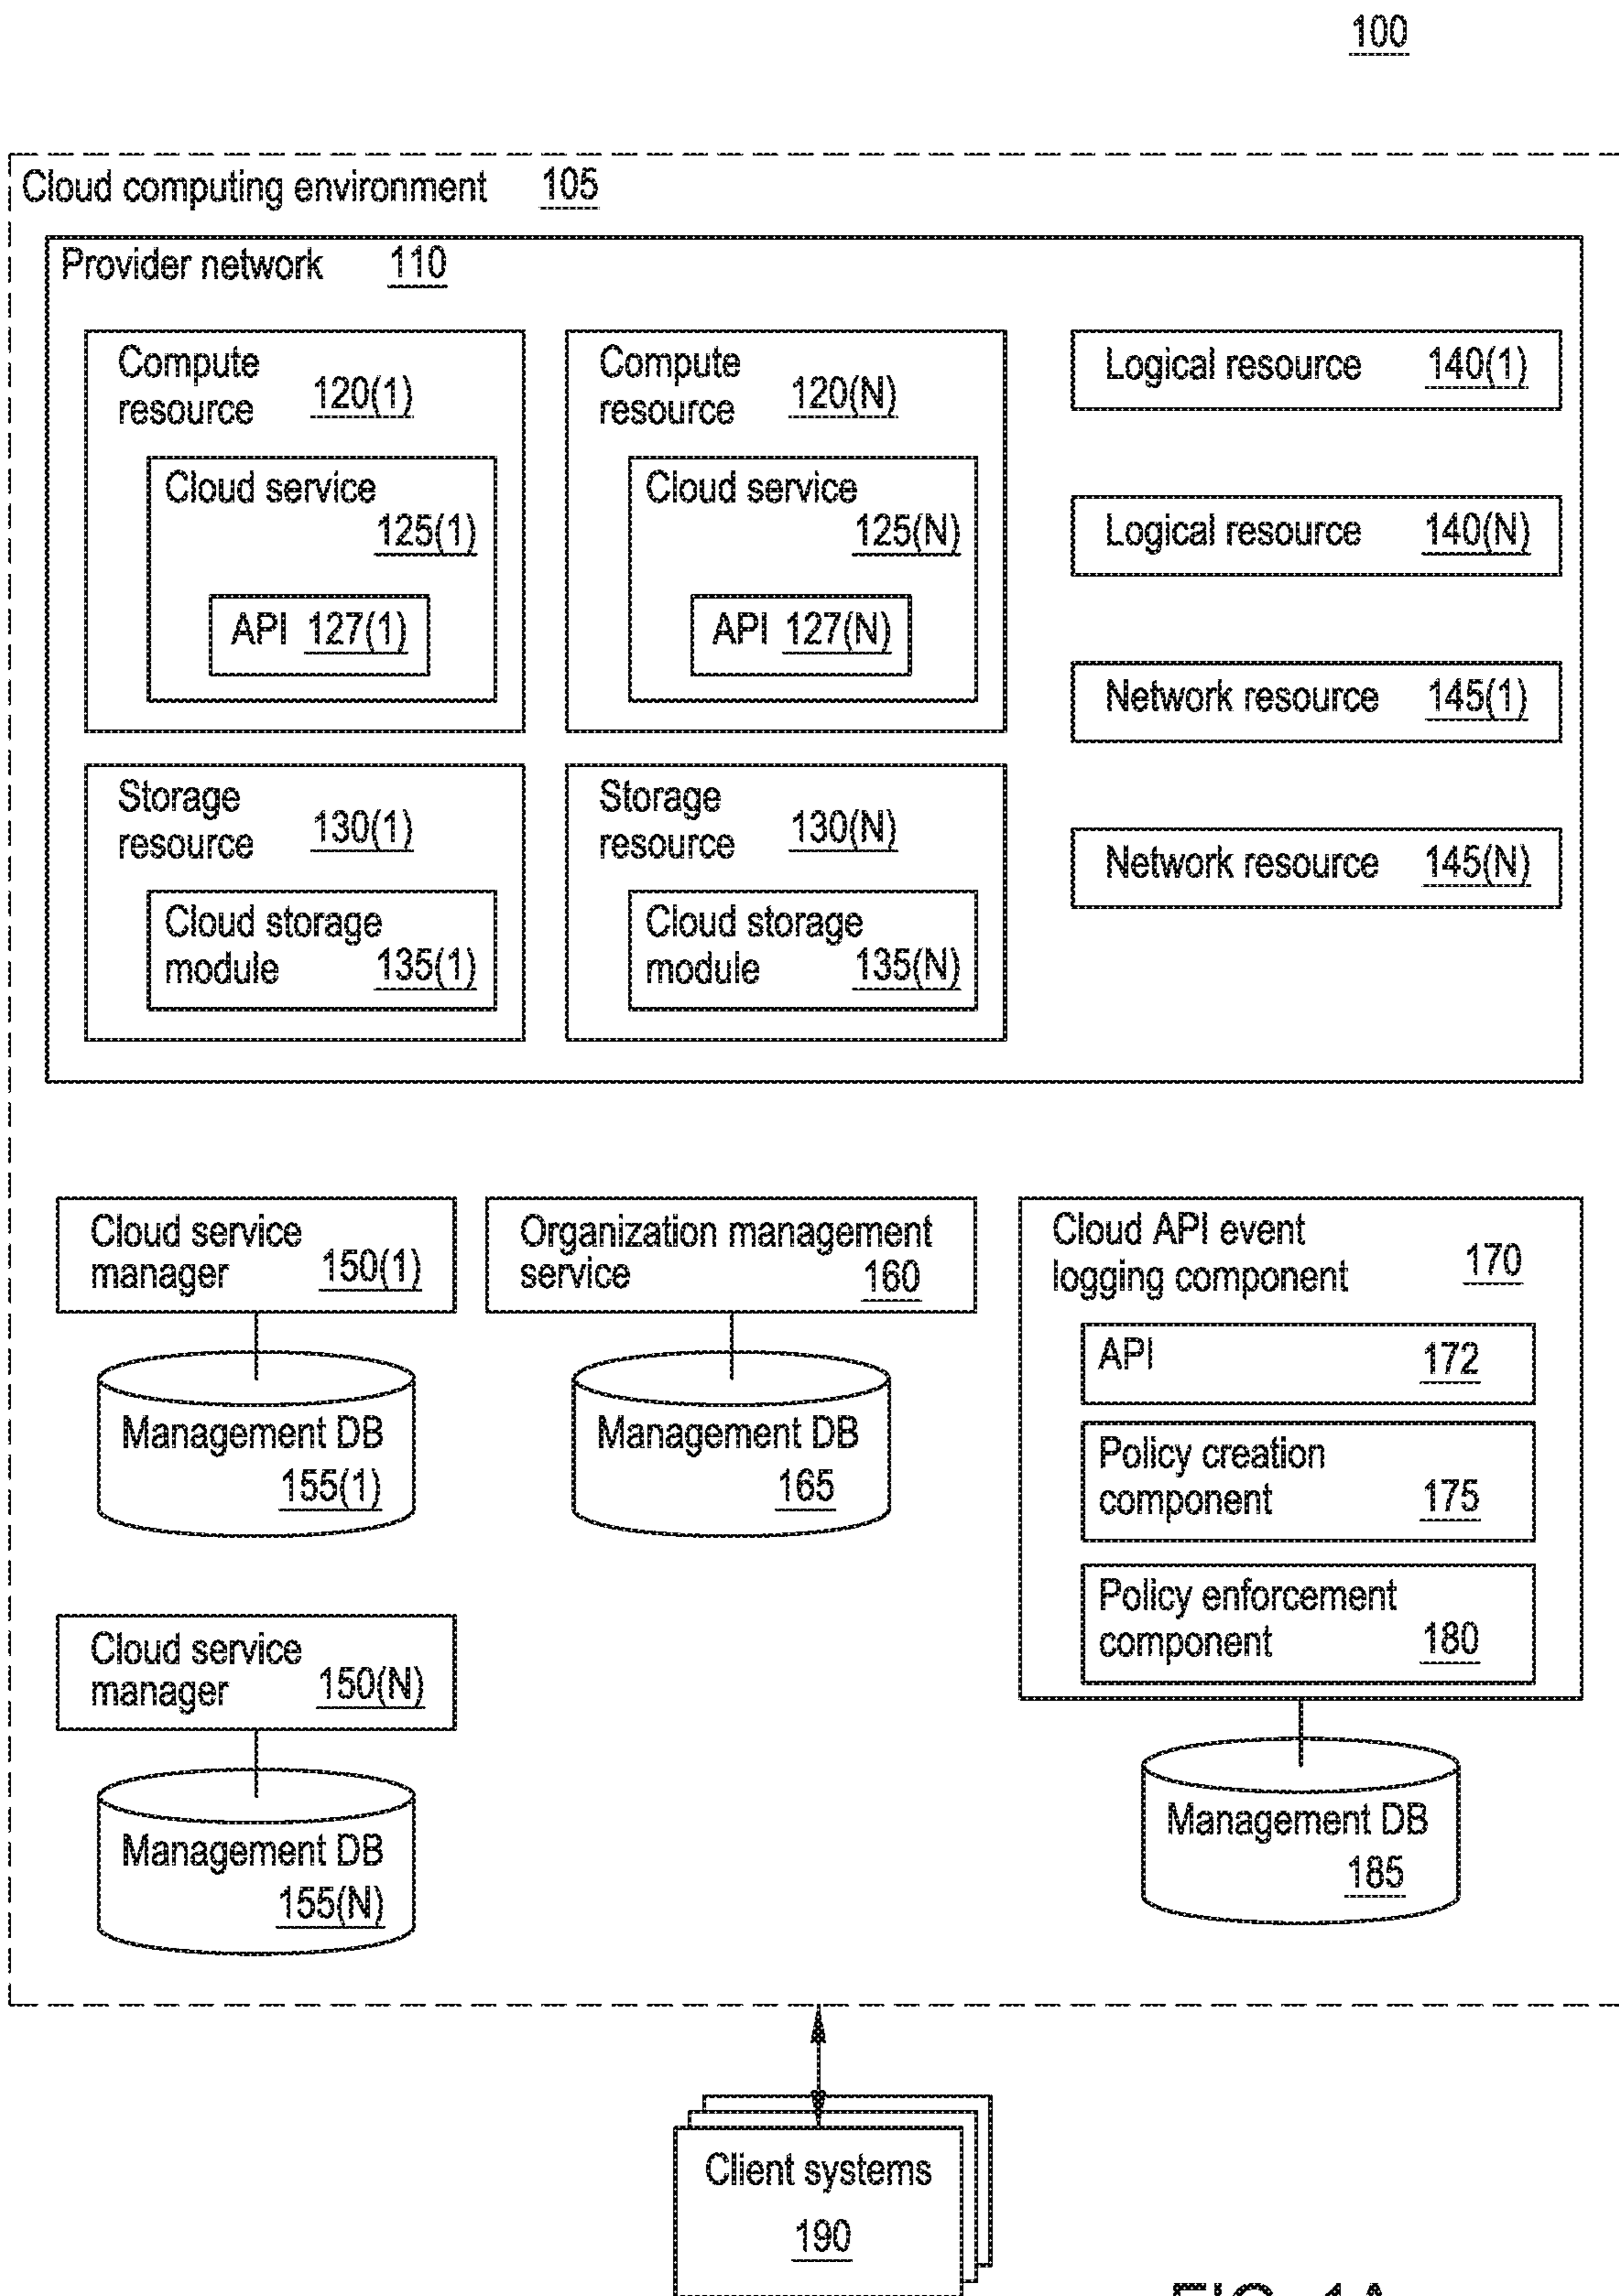 100
Cloud computing environment 105
Provider network 110
Compute
resource 120(1)
Cloud service
125(1)
API 127(1)
Compute
resource 120(N)
Cloud service
125(N)
API 127(N)
Logical resource 140(1)
Logical resource 140(N)
Network resource 145(1)
Network resource 145(N)
Storage
resource 130(1)
Cloud storage
module 135(1)
Storage
resource 130(N)
Cloud storage
module 135(N)
Cloud service
manager 150(1)
Management DB
155(1)
Organization management
service 160
Management DB
165
Cloud API event
logging component 170
API 172
Policy creation
component 175
Policy enforcement
component 180
Management DB
185
Cloud service
manager 150(N)
Management DB
155(N)
Client systems
190
FIG. 1A